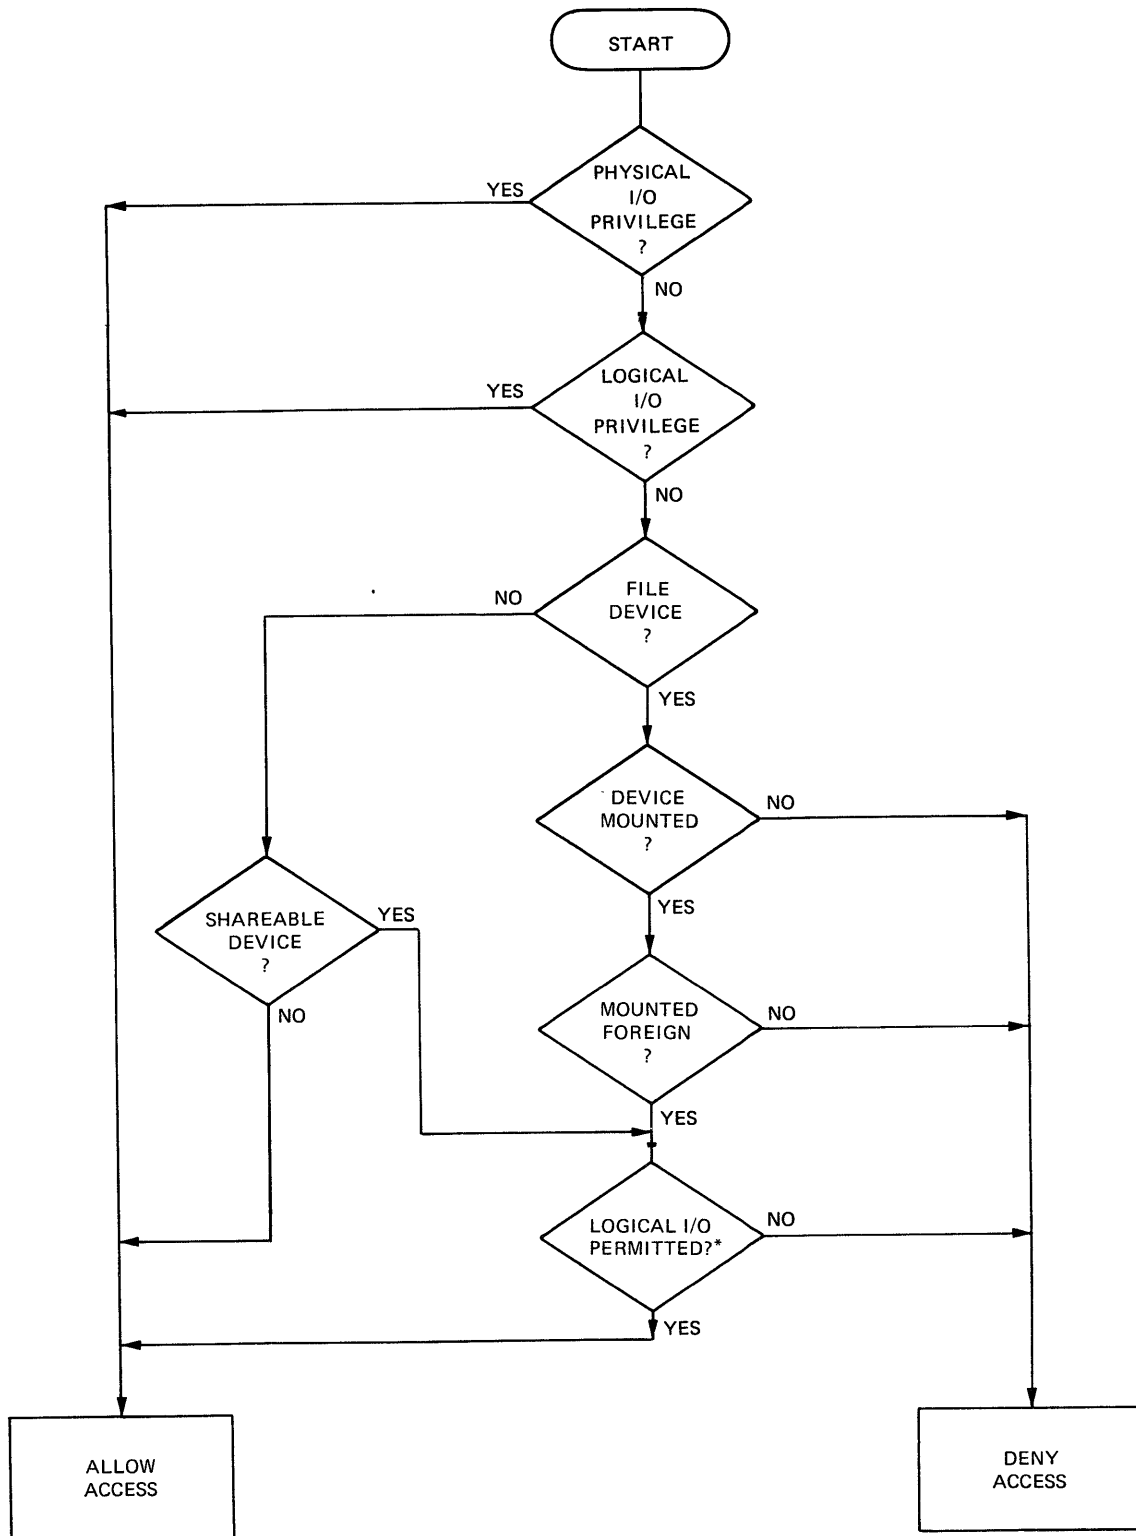 START
PHYSICAL
I/O
PRIVILEGE
?
YES
NO
LOGICAL
I/O
PRIVILEGE
?
YES
NO
FILE
DEVICE
?
NO
YES
DEVICE
MOUNTED
?
NO
YES
SHAREABLE
DEVICE
?
YES
NO
MOUNTED
FOREIGN
?
NO
YES
LOGICAL I/O
PERMITTED?*
NO
YES
ALLOW
ACCESS
DENY
ACCESS